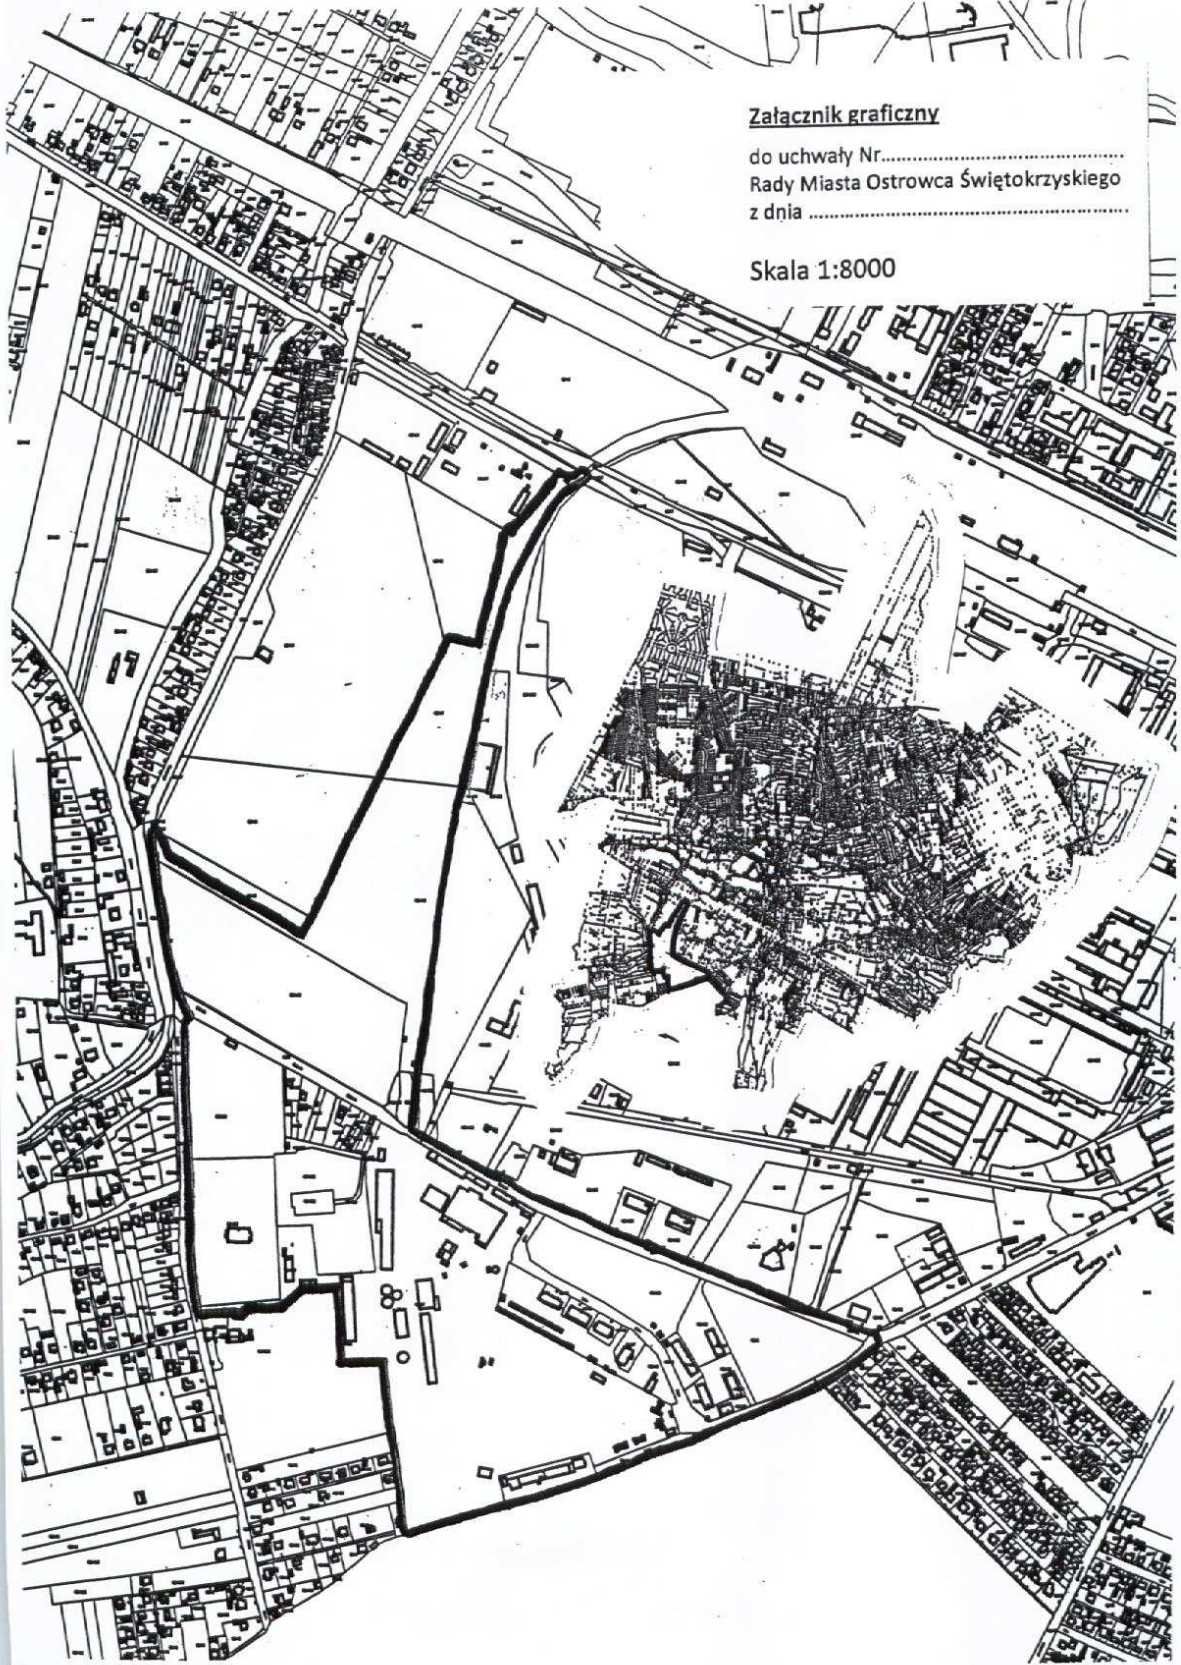 Załącznik graficzny
do uchwały Nr..........................................
Rady Miasta Ostrowca Świętokrzyskiego
z dnia .......................................................
Skala 1:8000